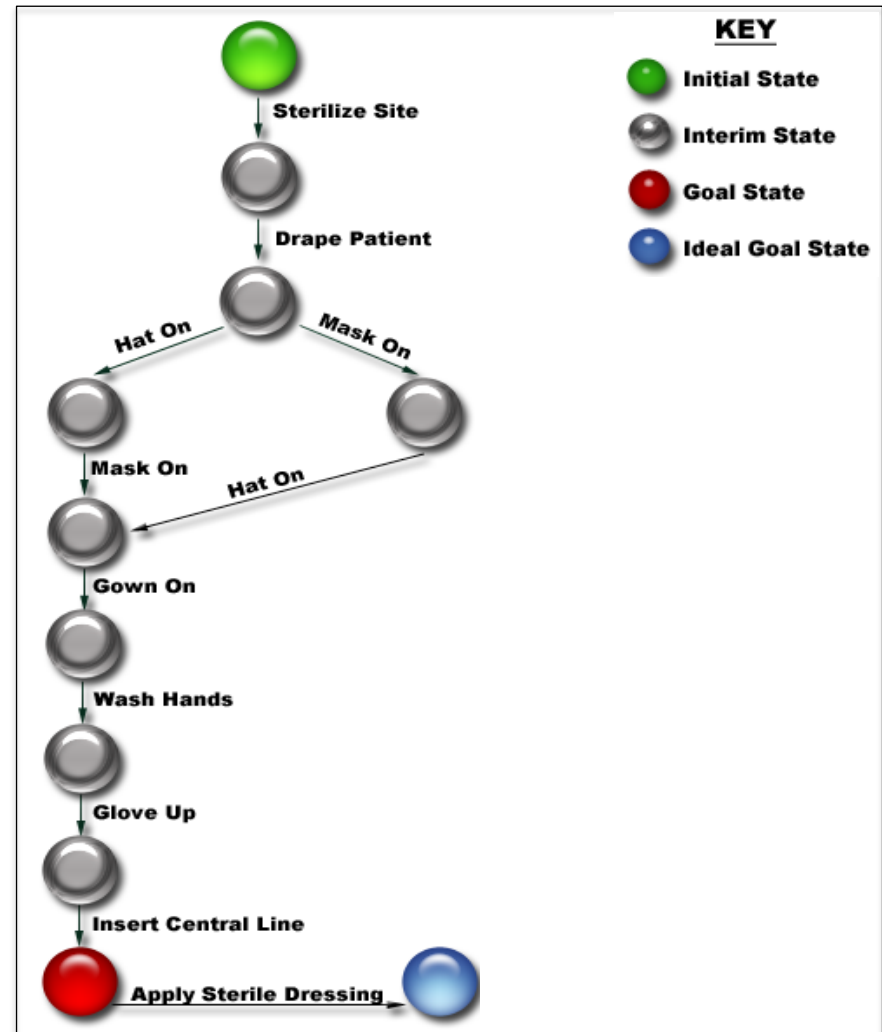 KEY
Initial State
Interim State
Goal State
Ideal Goal State
Sterilize Site
Drape Patient
Hat On
Mask On
Mask On
Hat On
Gown On
Wash Hands
Glove Up
Insert Central Line
Apply Sterile Dressing